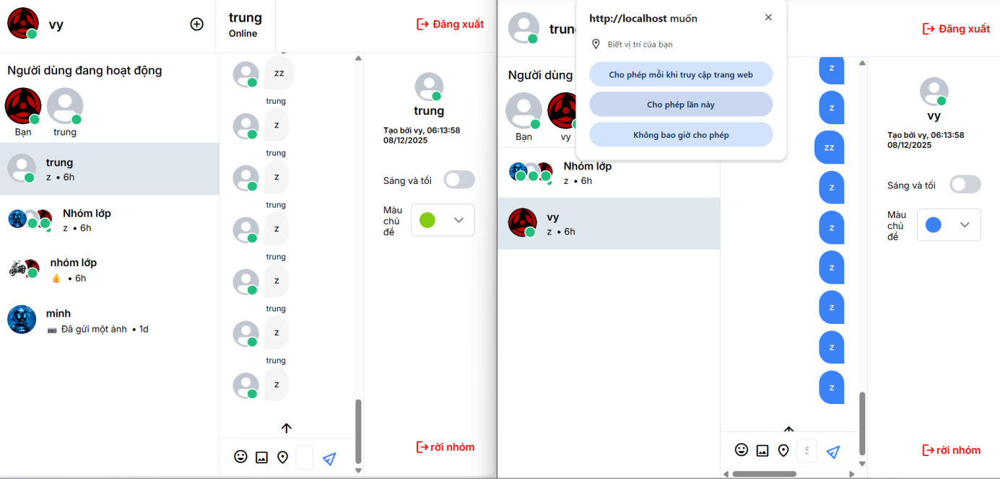 vy
trung
Online
Đăng xuất
Người dùng đang hoạt động
Bạn
trung
trung
z • 6h
Nhóm lớp
z • 6h
nhóm lớp
👍 • 6h
minh
📷 Đã gửi một ảnh • 1d
zz
trung
z
trung
z
trung
z
trung
z
trung
z
trung
z
trung
Tạo bởi vy, 06:13:58
08/12/2025
Sáng và tối
Màu
chủ
đề
rời nhóm
trun
http://localhost muốn
Biết vị trí của bạn
Cho phép mỗi khi truy cập trang web
Cho phép lần này
Không bao giờ cho phép
Đăng xuất
Người dùng
Bạn
vy
Nhóm lớp
z • 6h
vy
z • 6h
z
z
zz
z
z
z
z
z
z
S
vy
Tạo bởi vy, 06:13:58
08/12/2025
Sáng và tối
Màu
chủ
đề
rời nhóm